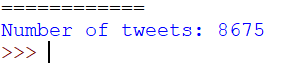 ============
Number of tweets: 8675
>>>